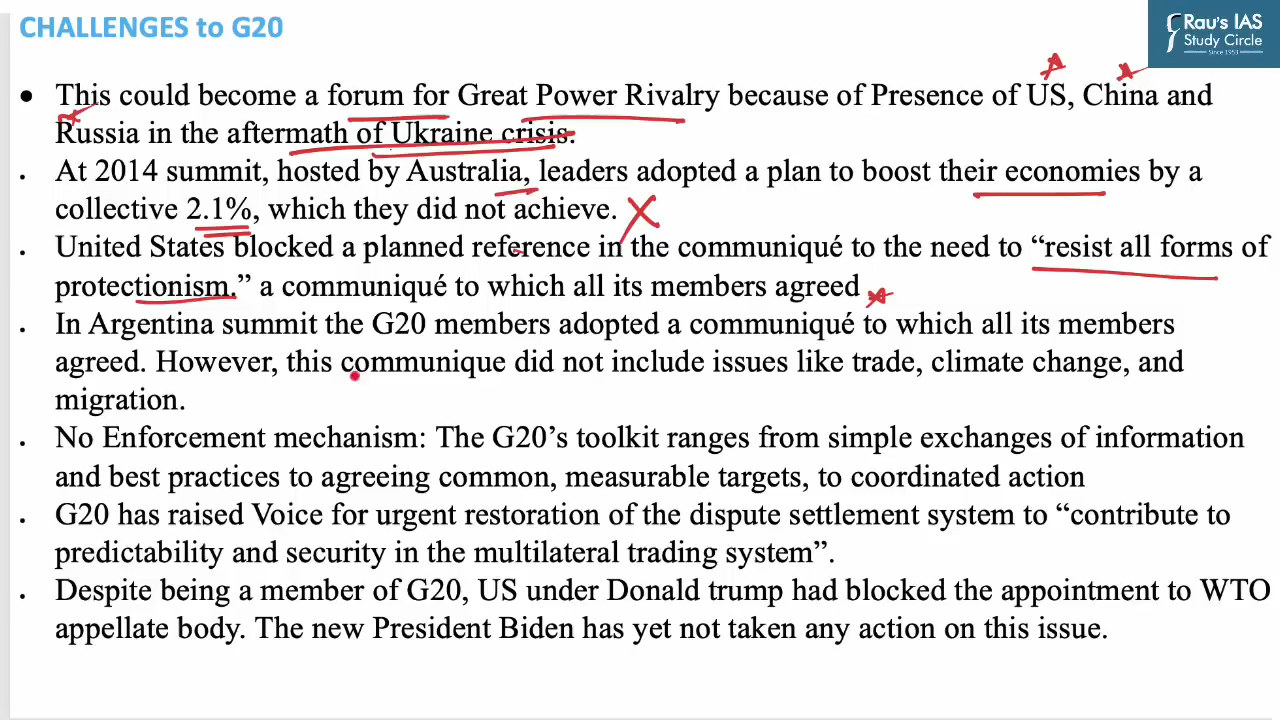 CHALLENGES to G20
Rau's IAS
Study Circle
Since 1953
• This could become a forum for Great Power Rivalry because of Presence of US, China and
Russia in the aftermath of Ukraine crisis.
• At 2014 summit, hosted by Australia, leaders adopted a plan to boost their economies by a
collective 2.1%, which they did not achieve.
• United States blocked a planned reference in the communiqué to the need to “resist all forms of
protectionism.” a communiqué to which all its members agreed
• In Argentina summit the G20 members adopted a communiqué to which all its members
agreed. However, this communique did not include issues like trade, climate change, and
migration.
• No Enforcement mechanism: The G20’s toolkit ranges from simple exchanges of information
and best practices to agreeing common, measurable targets, to coordinated action
• G20 has raised Voice for urgent restoration of the dispute settlement system to “contribute to
predictability and security in the multilateral trading system”.
• Despite being a member of G20, US under Donald trump had blocked the appointment to WTO
appellate body. The new President Biden has yet not taken any action on this issue.